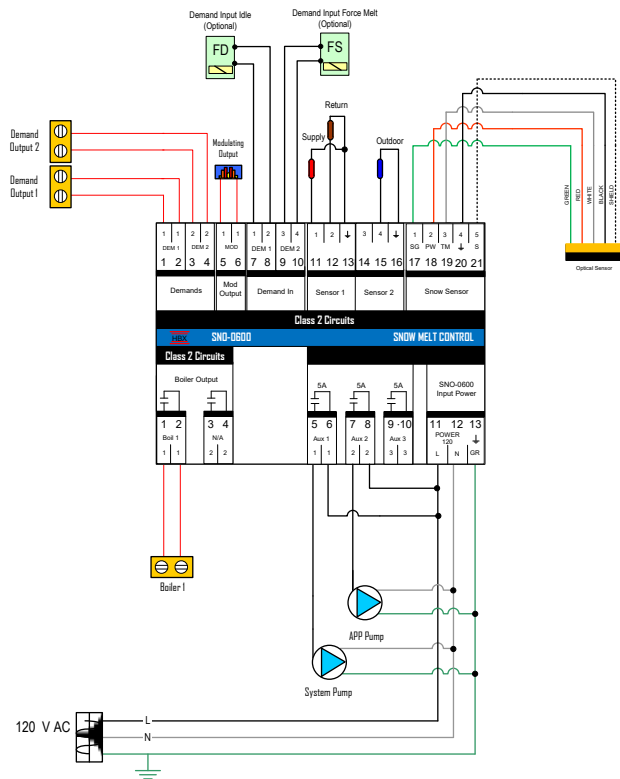 Demand Input Idle
(Optional)
Demand Input Force Melt
(Optional)
FD
FS
Return
Supply
Outdoor
Demand
Output 2
Modulating
Output
Demand
Output 1
GREEN
RED
WHITE
BLACK
SHIELD
Optical Sensor
1 1 2 2 1 1 1 2 3 4 1 2 3 4 1 2 3 4 5
DEM 1 DEM 2 MOD DEM 1 DEM 2 SG PW TM S
1 2 3 4 5 6 7 8 9 10 11 12 13 14 15 16 17 18 19 20 21
Demands
Mod
Output
Demand In
Sensor 1
Sensor 2
Snow Sensor
Class 2 Circuits
HBX SNO-0600 SNOW MELT CONTROL
Class 2 Circuits
Boiler Output
5A 5A 5A
SNO-0600
Input Power
1 2 3 4 5 6 7 8 9 ·10 11 12 13
Boil 1 N/A Aux 1 Aux 2 Aux 3 POWER
120
1 1 2 2 1 1 2 2 3 3 L N GR
Boiler 1
APP Pump
System Pump
120 V AC
L
N